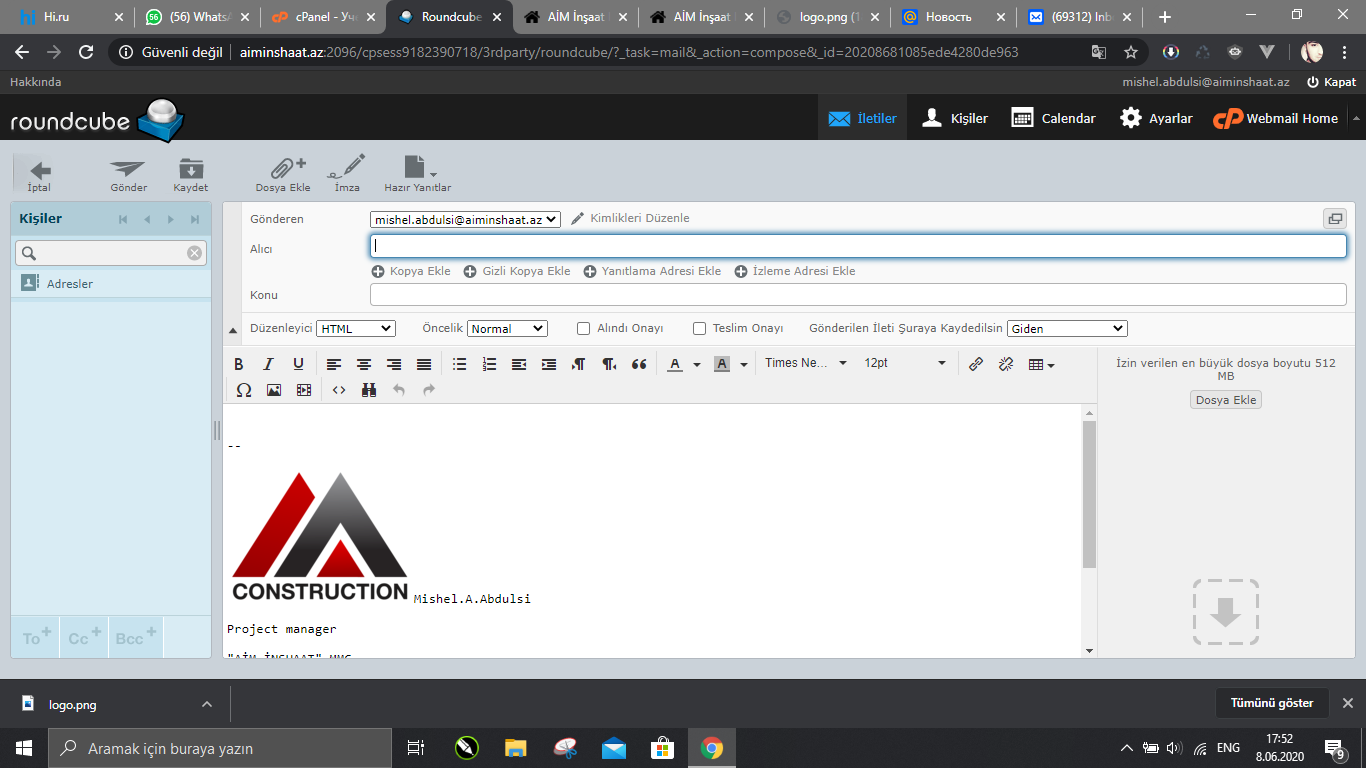 Hi.ru
(56) WhatsA
cPanel - Уч
Roundcube
AİM İnşaat
AİM İnşaat
logo.png (1
Новость
(69312) Inb
Güvenli değil | aiminshaat.az:2096/cpsess9182390718/3rdparty/roundcube/?_task=mail&_action=compose&_id=20208681085ede4280de963
Hakkında
mishel.abdulsi@aiminshaat.az
Kapat
roundcube
İletiler
Kişiler
Calendar
Ayarlar
cP Webmail Home
İptal
Gönder
Kaydet
Dosya Ekle
İmza
Hazır Yanıtlar
Kişiler
Adresler
To+ Cc+ Bcc+
Gönderen mishel.abdulsi@aiminshaat.az Kimlikleri Düzenle
Alıcı
Kopya Ekle Gizli Kopya Ekle Yanıtlama Adresi Ekle İzleme Adresi Ekle
Konu
Düzenleyici HTML Öncelik Normal Alındı Onayı Teslim Onayı Gönderilen İleti Şuraya Kaydedilsin Giden
B I U A A Times Ne... 12pt
Ω
İzin verilen en büyük dosya boyutu 512
MB
Dosya Ekle
--
CONSTRUCTION Mishel.A.Abdulsi
Project manager
"AİM İNŞHAAT" MMC
logo.png
Tümünü göster
Aramak için buraya yazın
ENG
17:52
8.06.2020
9